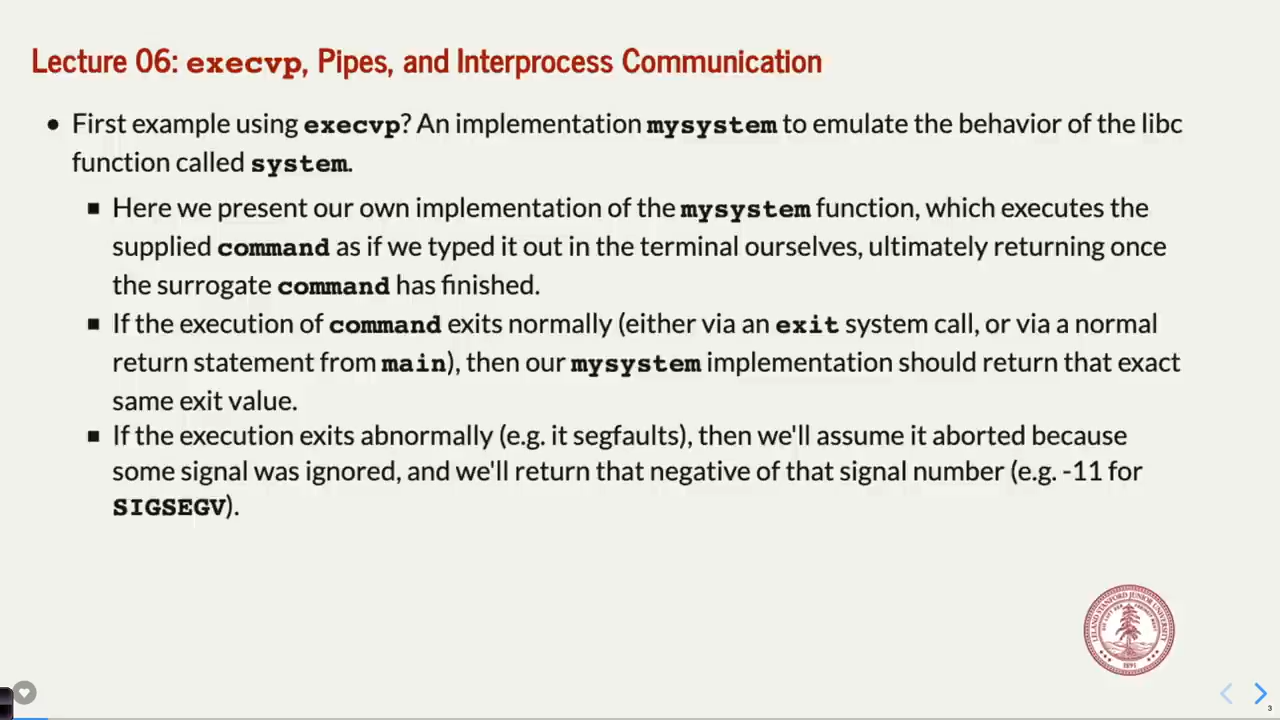 Lecture 06: execvp, Pipes, and Interprocess Communication
First example using execvp? An implementation mysystem to emulate the behavior of the libc
function called system.
Here we present our own implementation of the mysystem function, which executes the
supplied command as if we typed it out in the terminal ourselves, ultimately returning once
the surrogate command has finished.
If the execution of command exits normally (either via an exit system call, or via a normal
return statement from main), then our mysystem implementation should return that exact
same exit value.
If the execution exits abnormally (e.g. it segfaults), then we'll assume it aborted because
some signal was ignored, and we'll return that negative of that signal number (e.g. -11 for
SIGSEGV).
LELAND STANFORD JUNIOR UNIVERSITY
1891
3